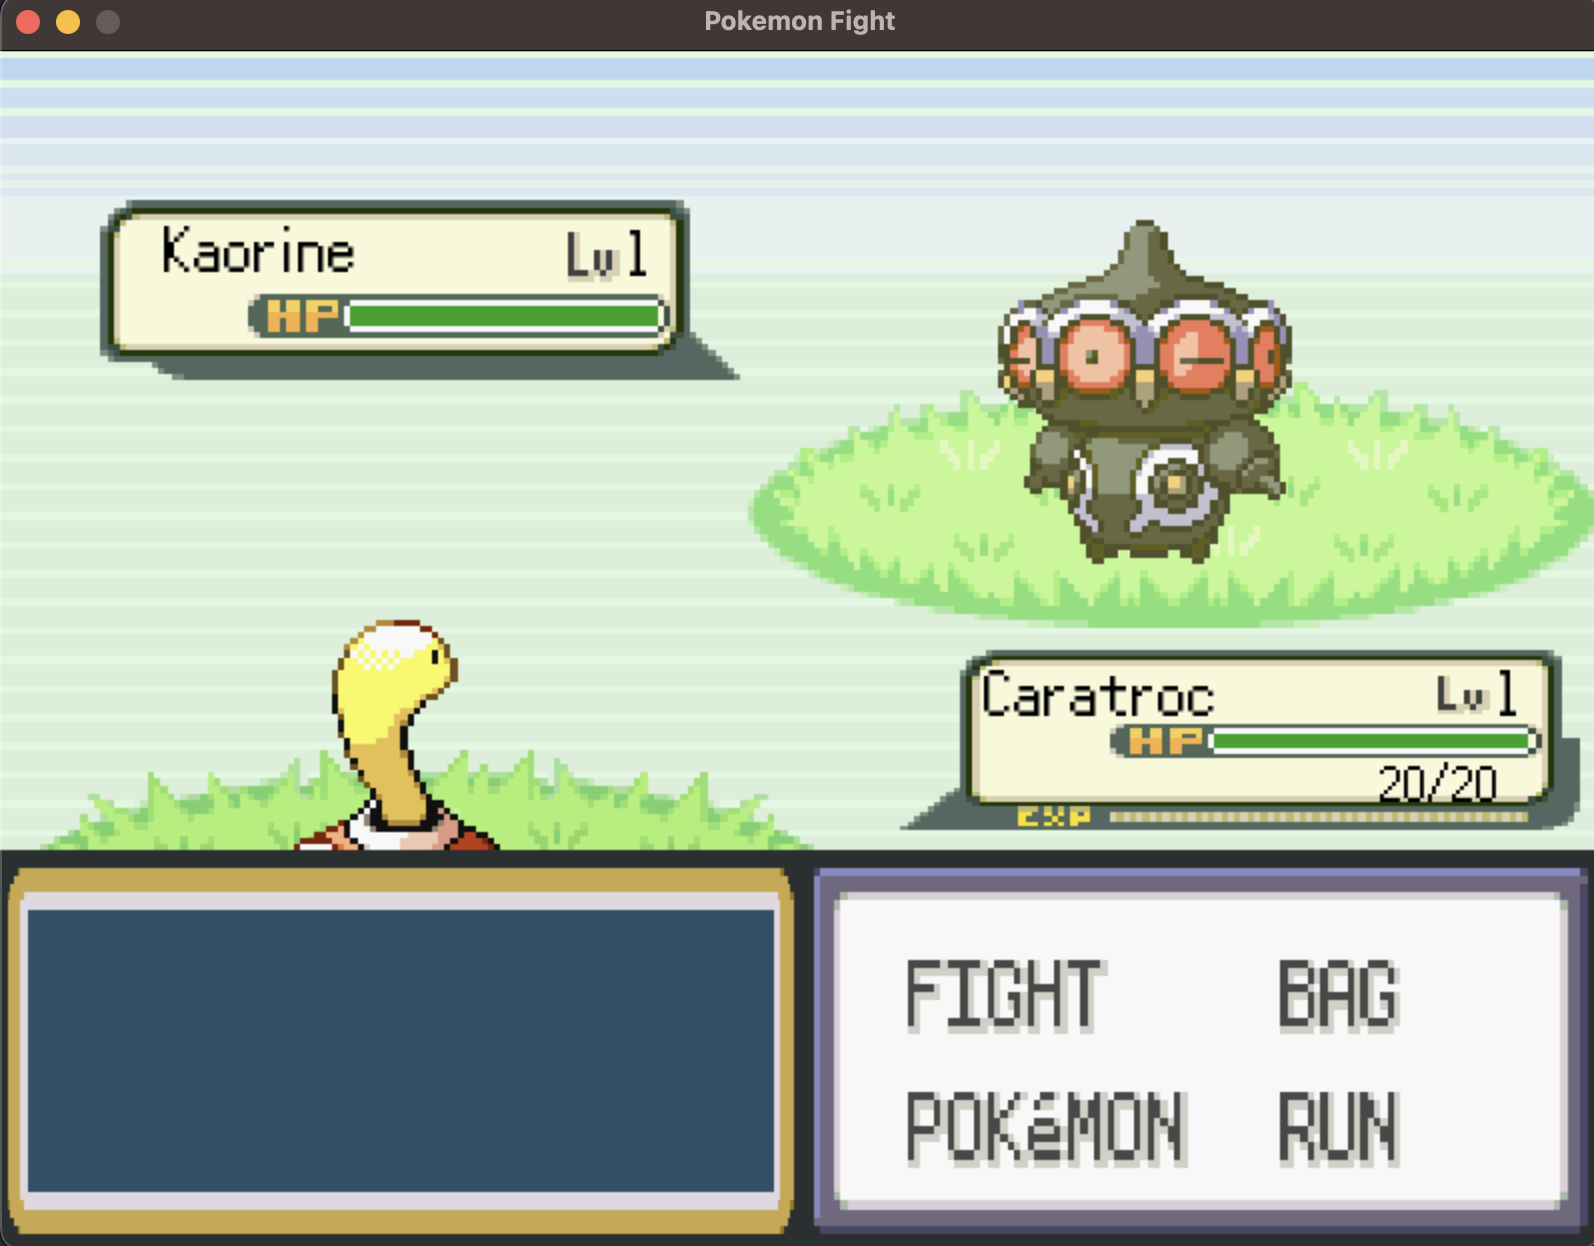 Pokemon Fight
Kaorine Lv1
HP
Caratroc Lv1
HP
20/20
EXP
FIGHT BAG
POKéMON RUN